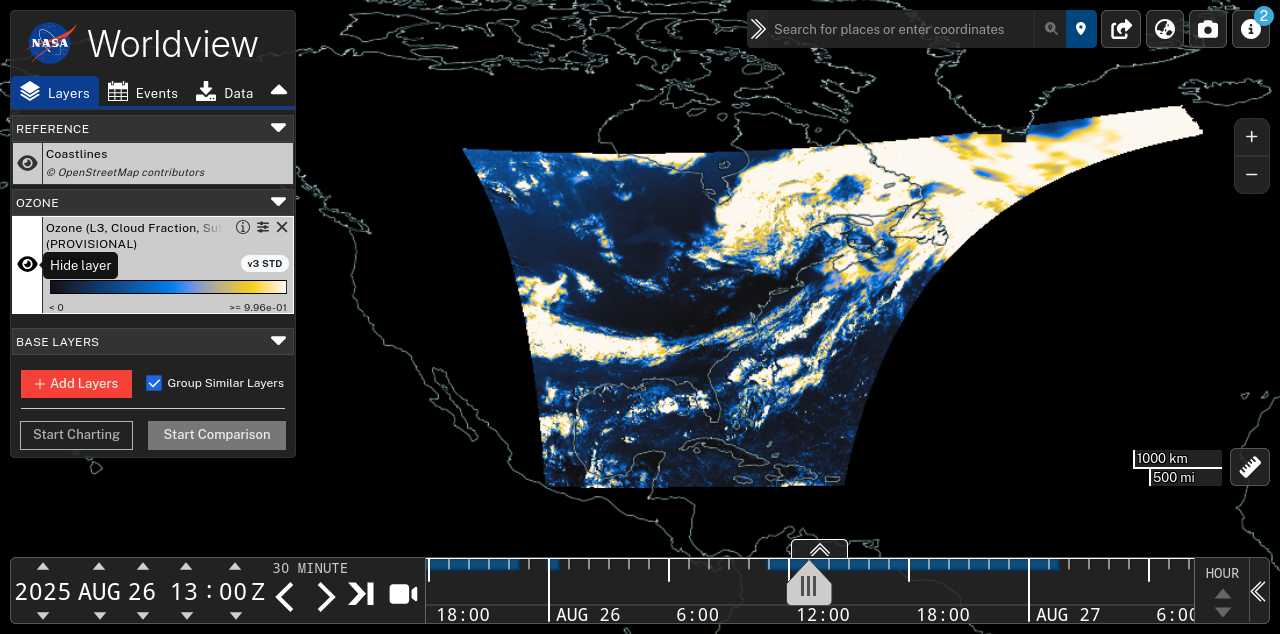 NASA Worldview
Search for places or enter coordinates
2
Layers Events Data
REFERENCE
Coastlines
© OpenStreetMap contributors
OZONE
Ozone (L3, Cloud Fraction, Su
(PROVISIONAL)
Hide layer
v3 STD
< 0 >= 9.96e-01
BASE LAYERS
+ Add Layers
Group Similar Layers
Start Charting
Start Comparison
+
−
1000 km
500 mi
2025 AUG 26 13 : 00 Z
30 MINUTE
18:00 AUG 26 6:00 12:00 18:00 AUG 27 6:00
HOUR